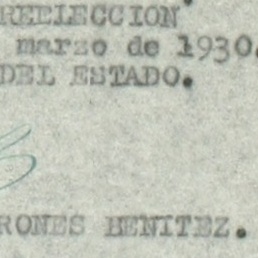 REELECCION
marzo de 1930.
DEL ESTADO.
RONES BENITEZ.